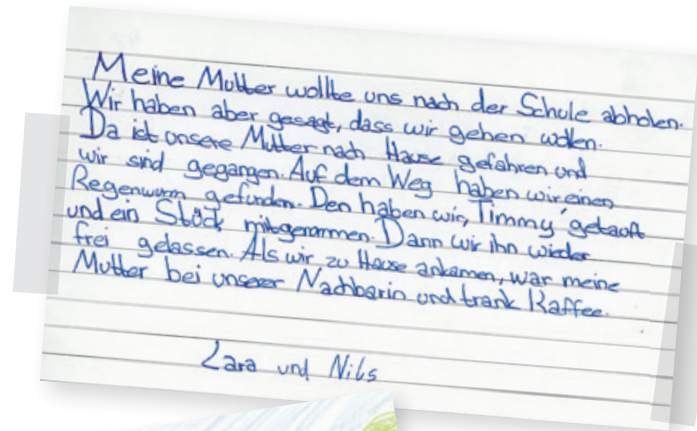 Meine Mutter wollte uns nach der Schule abholen.
Wir haben aber gesagt, dass wir gehen wollen.
Da ist unsere Mutter nach Hause gefahren und
wir sind gegangen. Auf dem Weg haben wir einen
Regenwurm gefunden. Den haben wir „Timmy“ getauft
und ein Stück mitgenommen. Dann wir ihn wieder
frei gelassen. Als wir zu Hause ankamen, war meine
Mutter bei unserer Nachbarin und trank Kaffee.
Lara und Nils